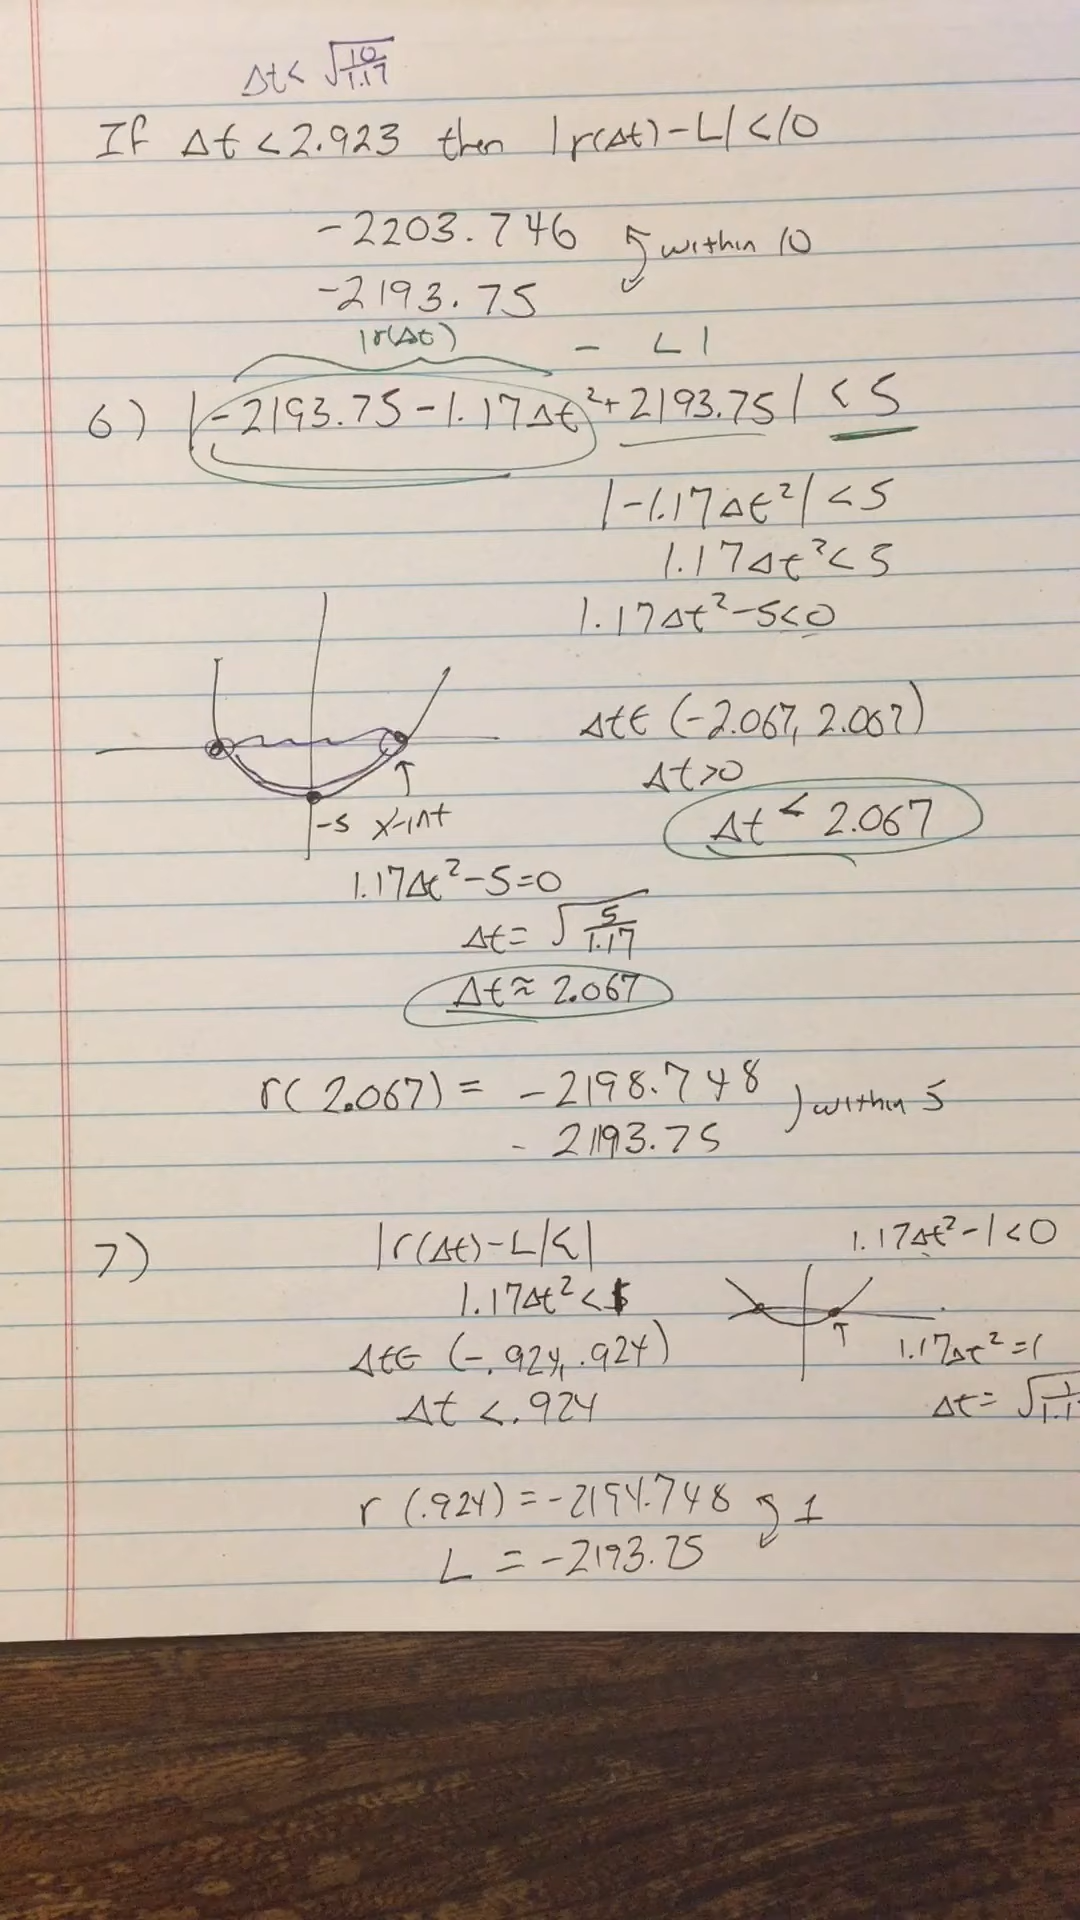 Δt < √10/1.17
If Δt < 2.923 then |r(Δt) - L| < 10
-2203.746 within 10
-2193.75
|r(Δt) - L|
6) |-2193.75 - 1.17Δt² + 2193.75| < 5
|-1.17Δt²| < 5
1.17Δt² < 5
1.17Δt² - 5 < 0
Δt ∈ (-2.067, 2.067)
Δt > 0
Δt < 2.067
-5 x-int
1.17Δt² - 5 = 0
Δt = √5/1.17
Δt ≈ 2.067
r(2.067) = -2198.748 within 5
-2193.75
7) |r(Δt) - L| < 1
1.17Δt² <
Δt ∈ (-.924, .924)
Δt < .924
1.17Δt² - 1 < 0
1.17Δt² = 1
Δt = √1/1.1
r(.924) = -2194.748 1
L = -2193.75